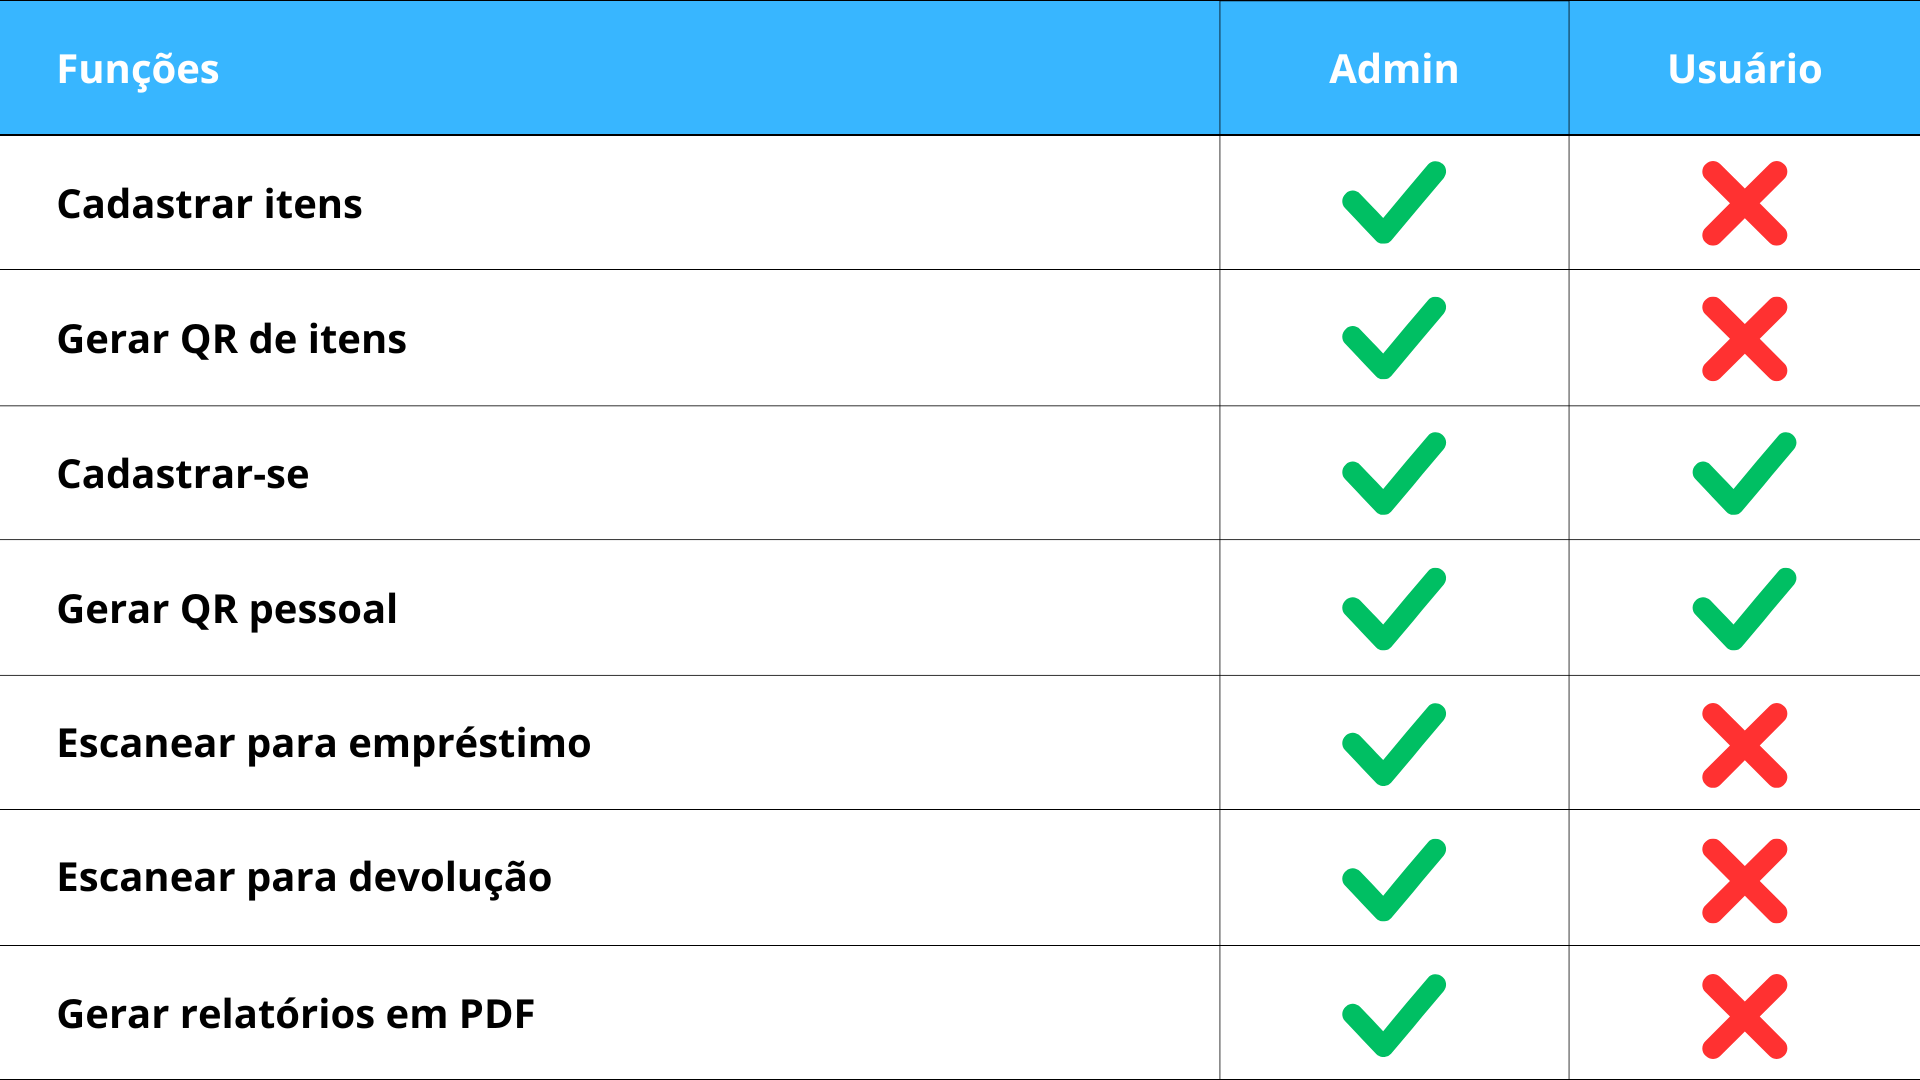 Funções Admin Usuário
Cadastrar itens
Gerar QR de itens
Cadastrar-se
Gerar QR pessoal
Escanear para empréstimo
Escanear para devolução
Gerar relatórios em PDF